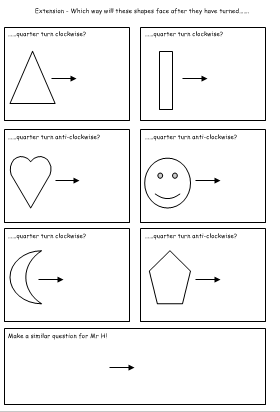 Extension - Which way will these shapes face after they have turned......
.....quarter turn clockwise?
.....quarter turn clockwise?
.....quarter turn anti-clockwise?
.....quarter turn anti-clockwise?
.....quarter turn clockwise?
.....quarter turn anti-clockwise?
Make a similar question for Mr H!